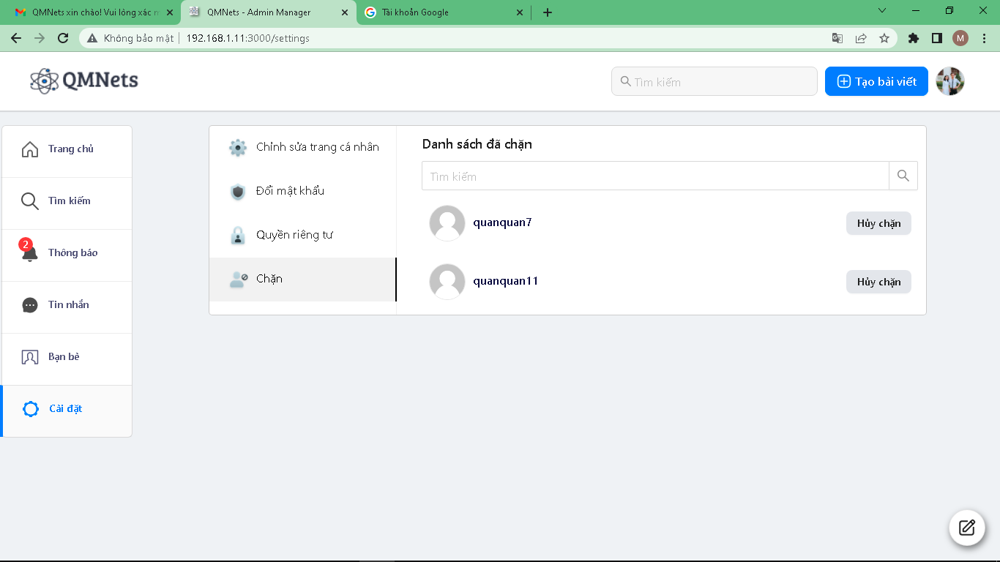 QMNets xin chào! Vui lòng xác m
QMNets - Admin Manager
Tài khoản Google
Không bảo mật
192.168.1.11:3000/settings
M
QMNets
Tìm kiếm
Tạo bài viết
Trang chủ
Tìm kiếm
2
Thông báo
Tin nhắn
Bạn bè
Cài đặt
Chỉnh sửa trang cá nhân
Đổi mật khẩu
Quyền riêng tư
Chặn
Danh sách đã chặn
Tìm kiếm
quanquan7
Hủy chặn
quanquan11
Hủy chặn